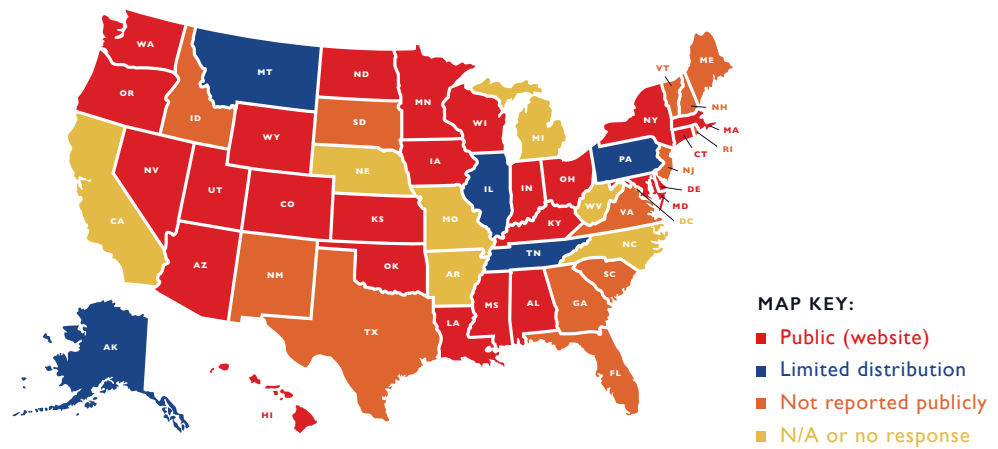 WA
MT
ND
MN
OR
ID
SD
WI
MI
VT
ME
NH
NY
MA
RI
CT
WY
IA
NE
PA
NJ
NV
UT
CO
IL
IN
OH
DE
MD
DC
CA
KS
MO
KY
WV
VA
AZ
NM
OK
AR
TN
NC
SC
MS
AL
GA
TX
LA
FL
AK
HI
MAP KEY:
Public (website)
Limited distribution
Not reported publicly
N/A or no response